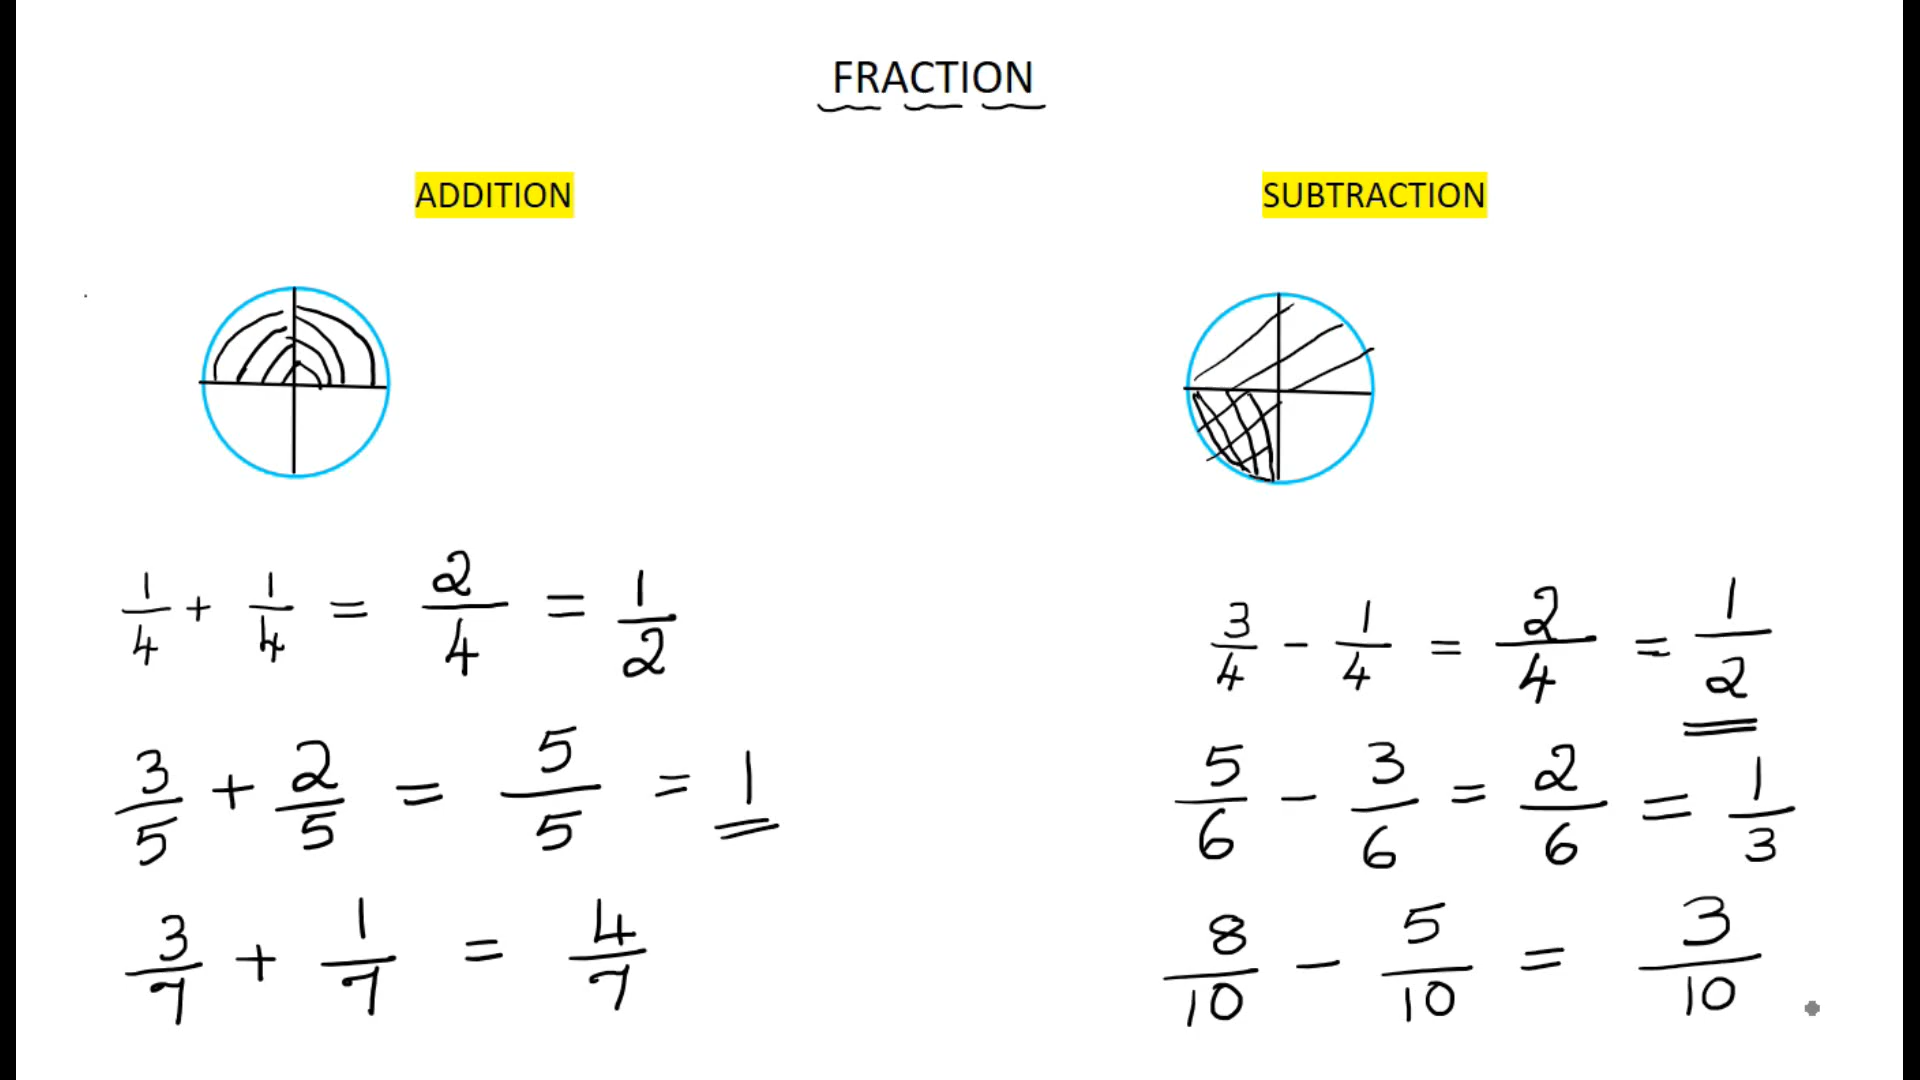 FRACTION
ADDITION
SUBTRACTION
1/4 + 1/4 = 2/4 = 1/2
3/5 + 2/5 = 5/5 = 1
3/7 + 1/7 = 4/7
3/4 - 1/4 = 2/4 = 1/2
5/6 - 3/6 = 2/6 = 1/3
8/10 - 5/10 = 3/10